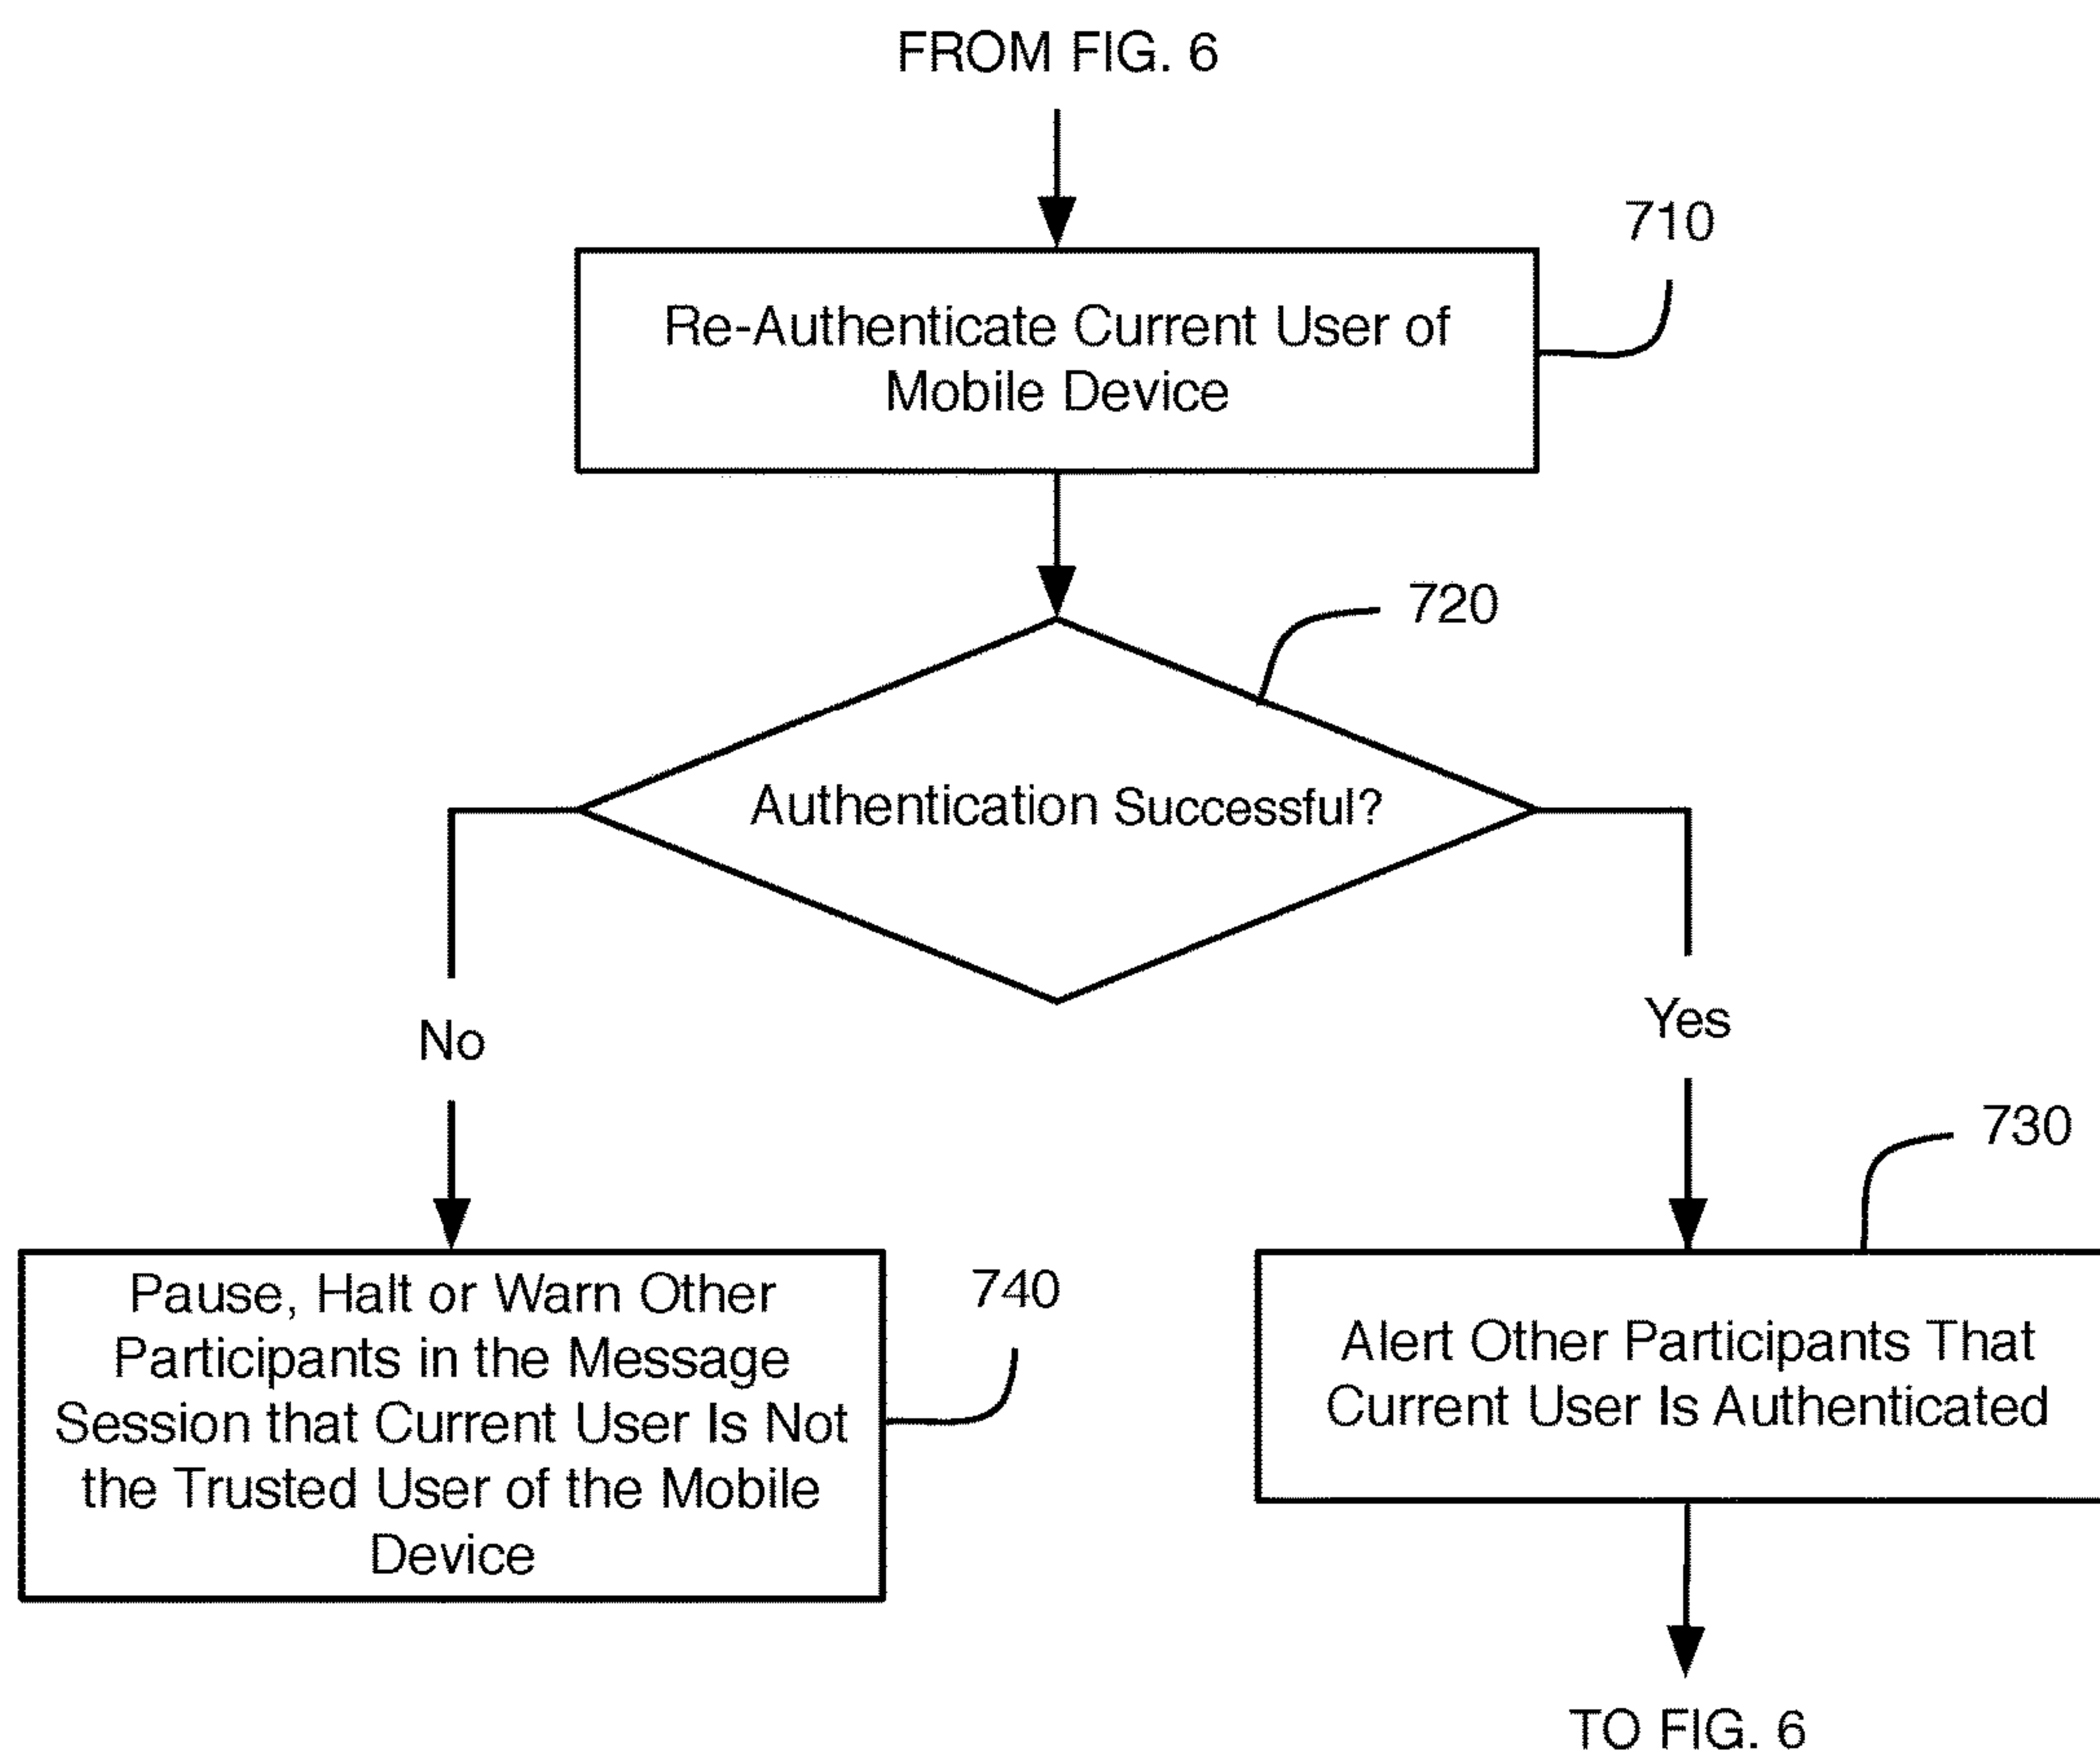 FROM FIG. 6
710
Re-Authenticate Current User of
Mobile Device
720
Authentication Successful?
No
Yes
730
740
Pause, Halt or Warn Other
Participants in the Message
Session that Current User Is Not
the Trusted User of the Mobile
Device
Alert Other Participants That
Current User Is Authenticated
TO FIG. 6